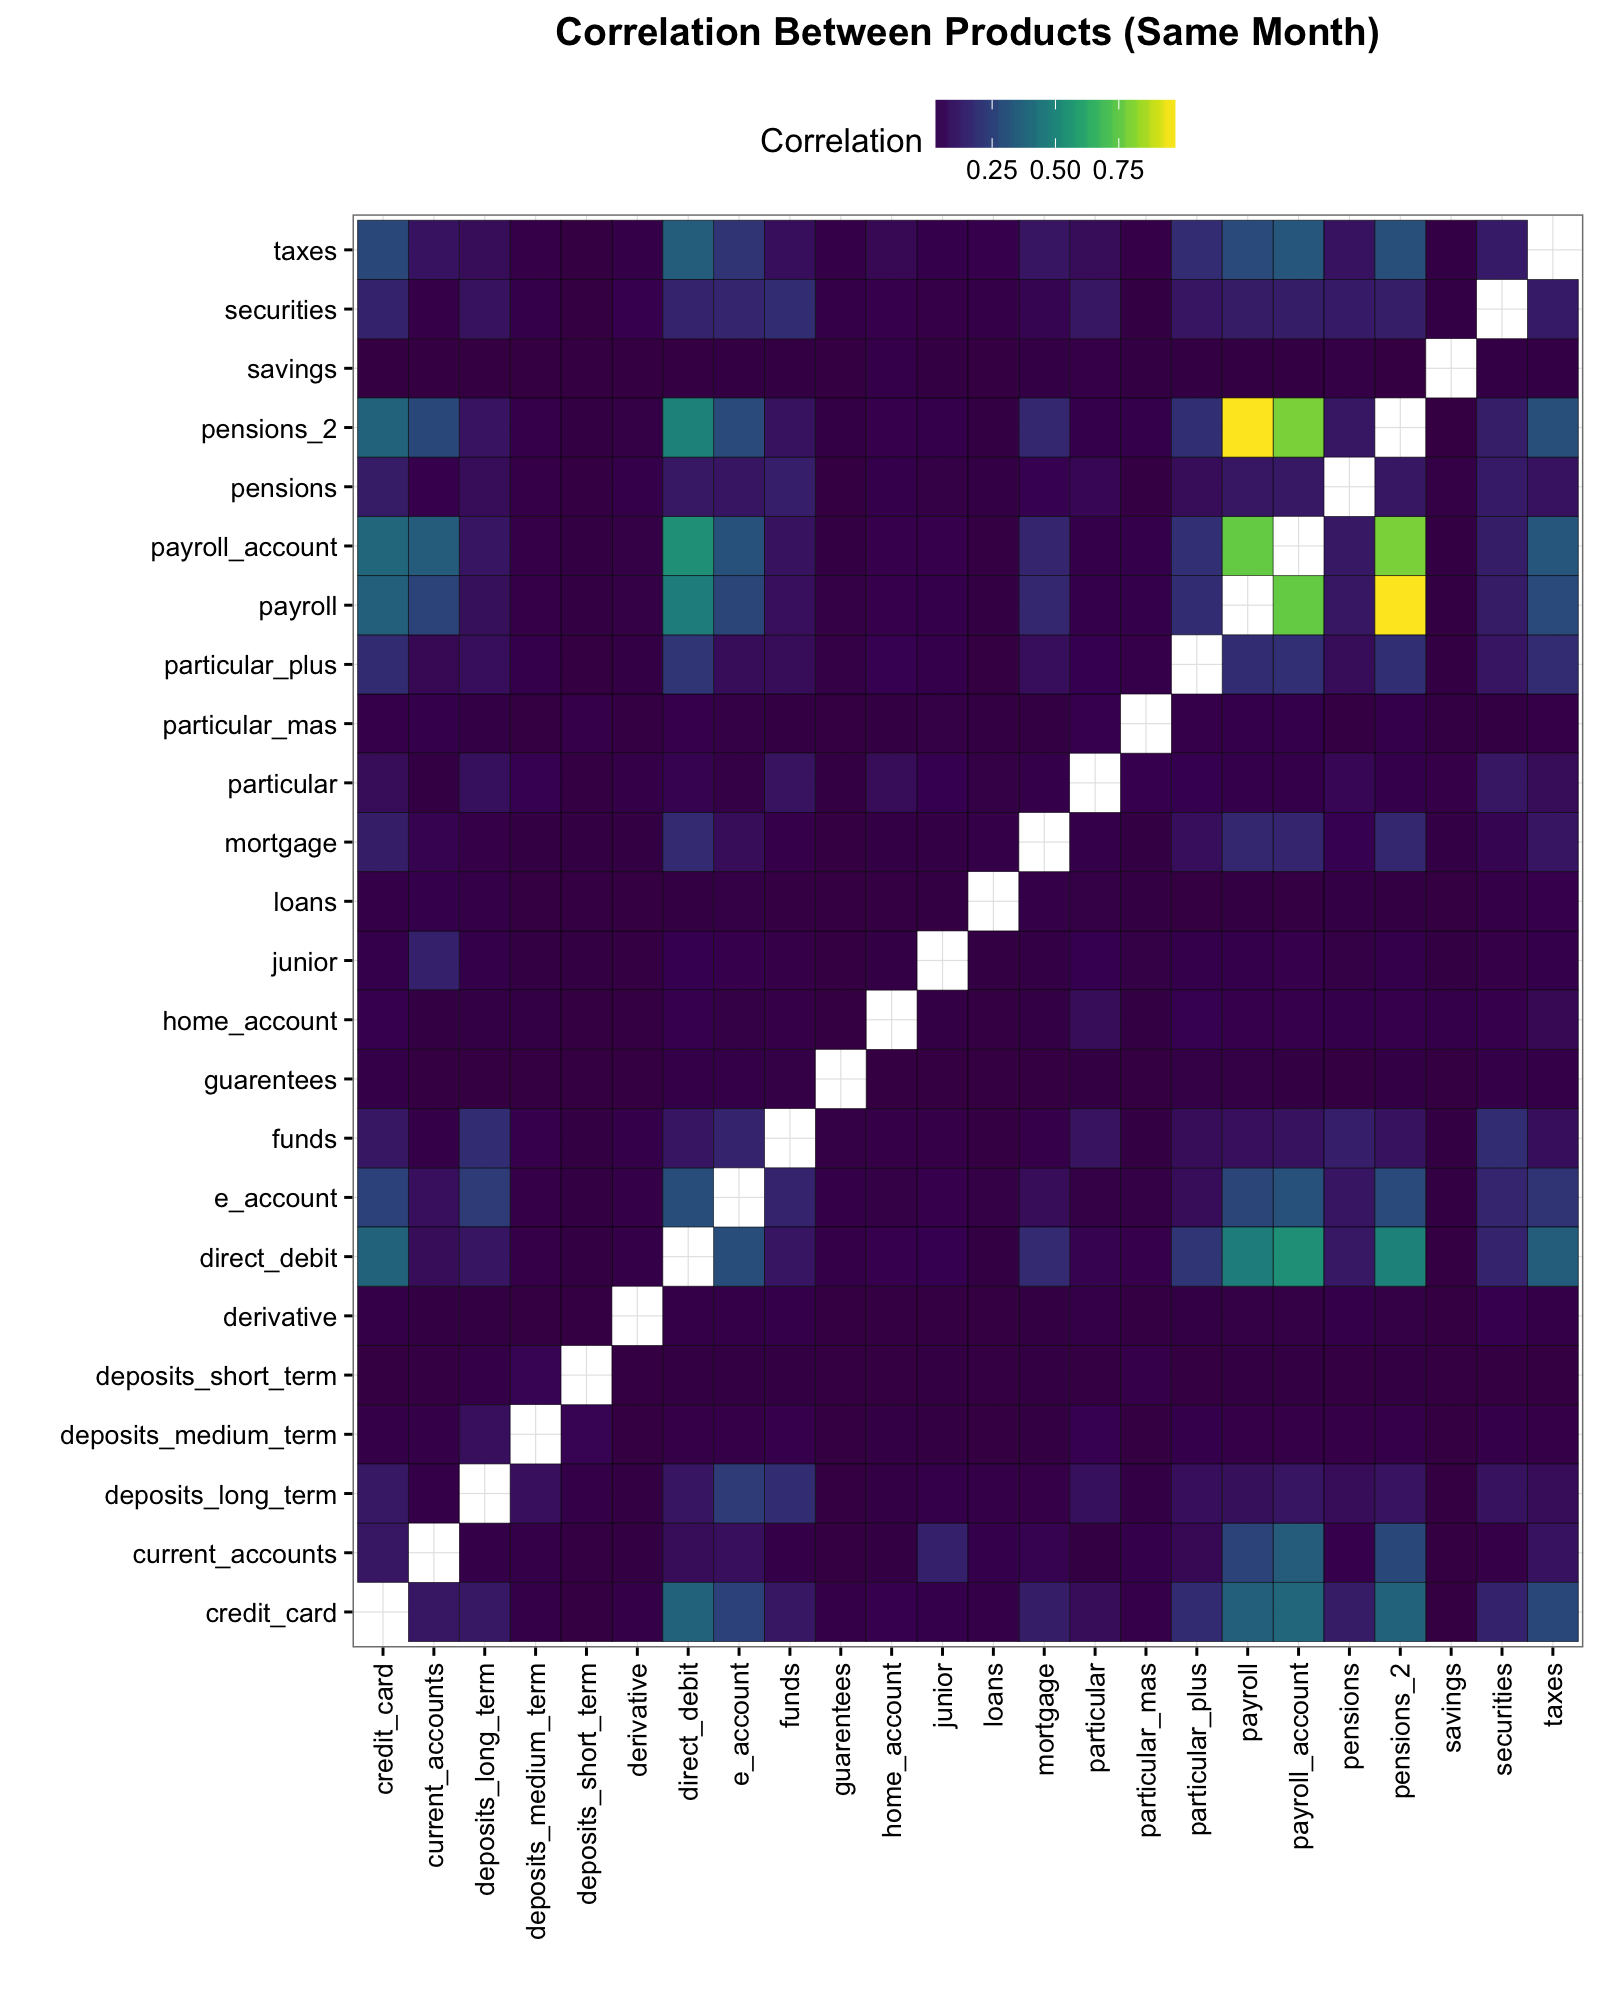 Correlation Between Products (Same Month)
Correlation
0.25 0.50 0.75
taxes
securities
savings
pensions_2
pensions
payroll_account
payroll
particular_plus
particular_mas
particular
mortgage
loans
junior
home_account
guarentees
funds
e_account
direct_debit
derivative
deposits_short_term
deposits_medium_term
deposits_long_term
current_accounts
credit_card
credit_card
current_accounts
deposits_long_term
deposits_medium_term
deposits_short_term
derivative
direct_debit
e_account
funds
guarentees
home_account
junior
loans
mortgage
particular
particular_mas
particular_plus
payroll
payroll_account
pensions
pensions_2
savings
securities
taxes